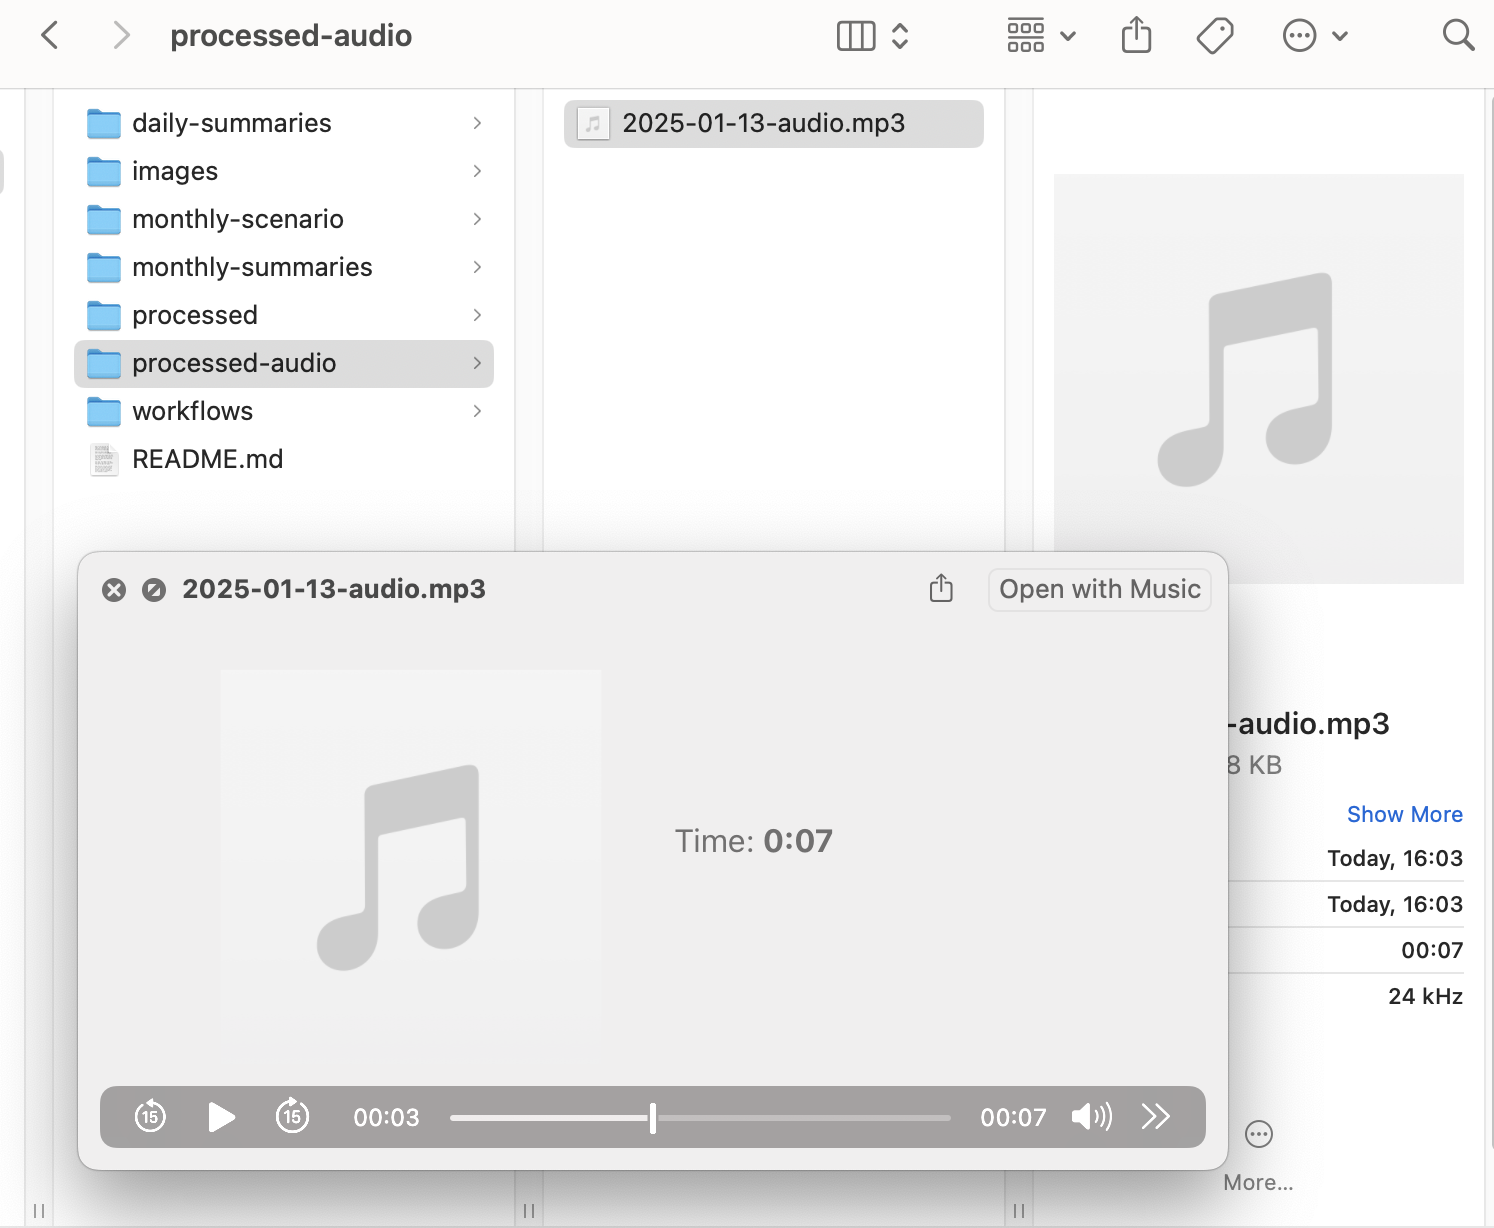 processed-audio
daily-summaries
images
monthly-scenario
monthly-summaries
processed
processed-audio
workflows
README.md
2025-01-13-audio.mp3
2025-01-13-audio.mp3
Open with Music
Time: 0:07
15
15
00:03
00:07
-audio.mp3
8 KB
Show More
Today, 16:03
Today, 16:03
00:07
24 kHz
More...